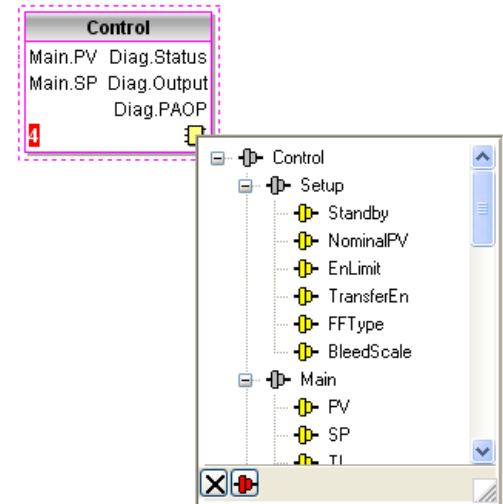 Control
Main.PV Diag.Status
Main.SP Diag.Output
Diag.PAOP
4
Control
Setup
Standby
NominalPV
EnLimit
TransferEn
FFType
BleedScale
Main
PV
SP